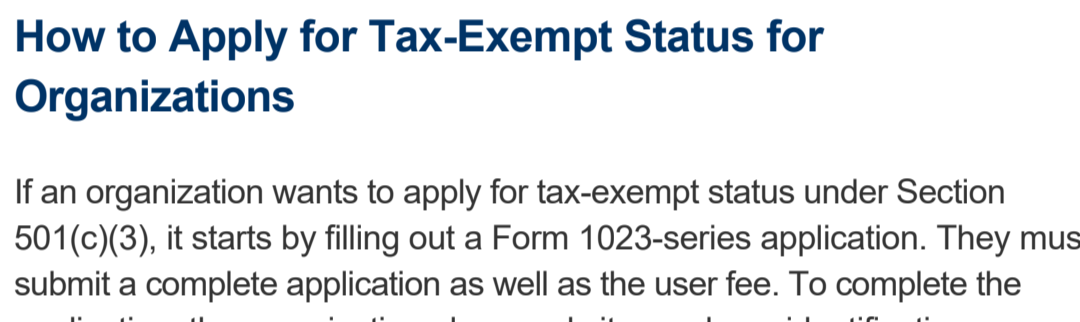 How to Apply for Tax-Exempt Status for
Organizations
If an organization wants to apply for tax-exempt status under Section
501(c)(3), it starts by filling out a Form 1023-series application. They mus
submit a complete application as well as the user fee. To complete the